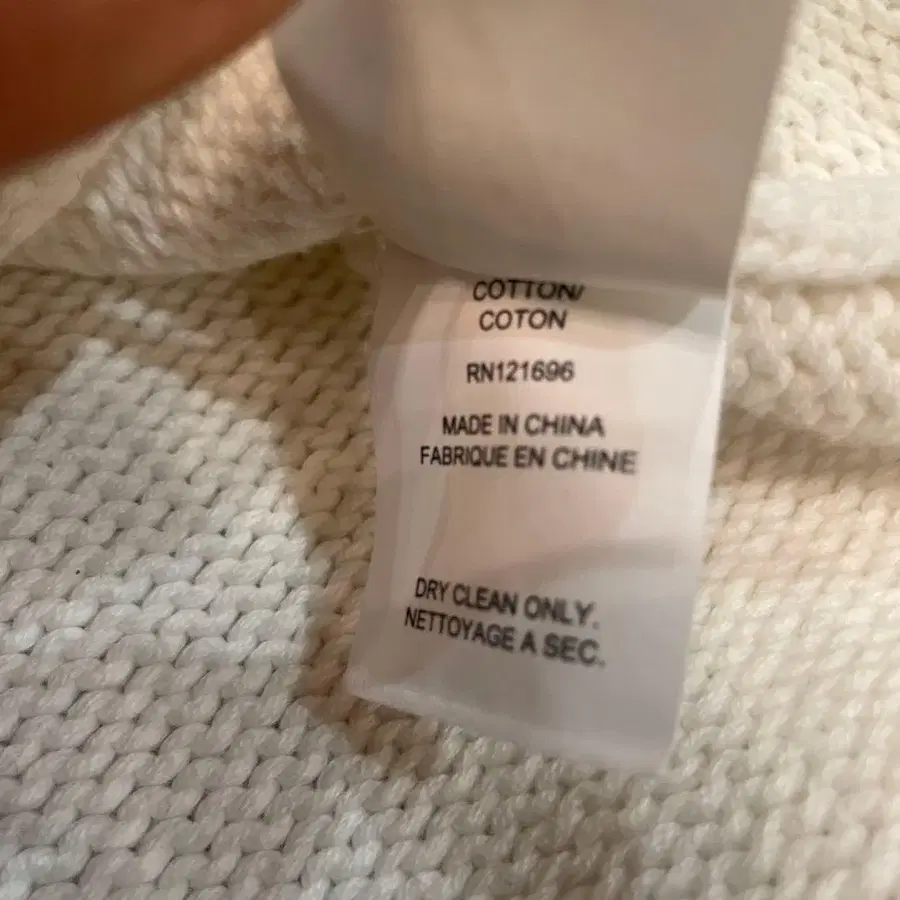 COTTON/
COTON
RN121696
MADE IN CHINA
FABRIQUE EN CHINE
DRY CLEAN ONLY.
NETTOYAGE A SEC.